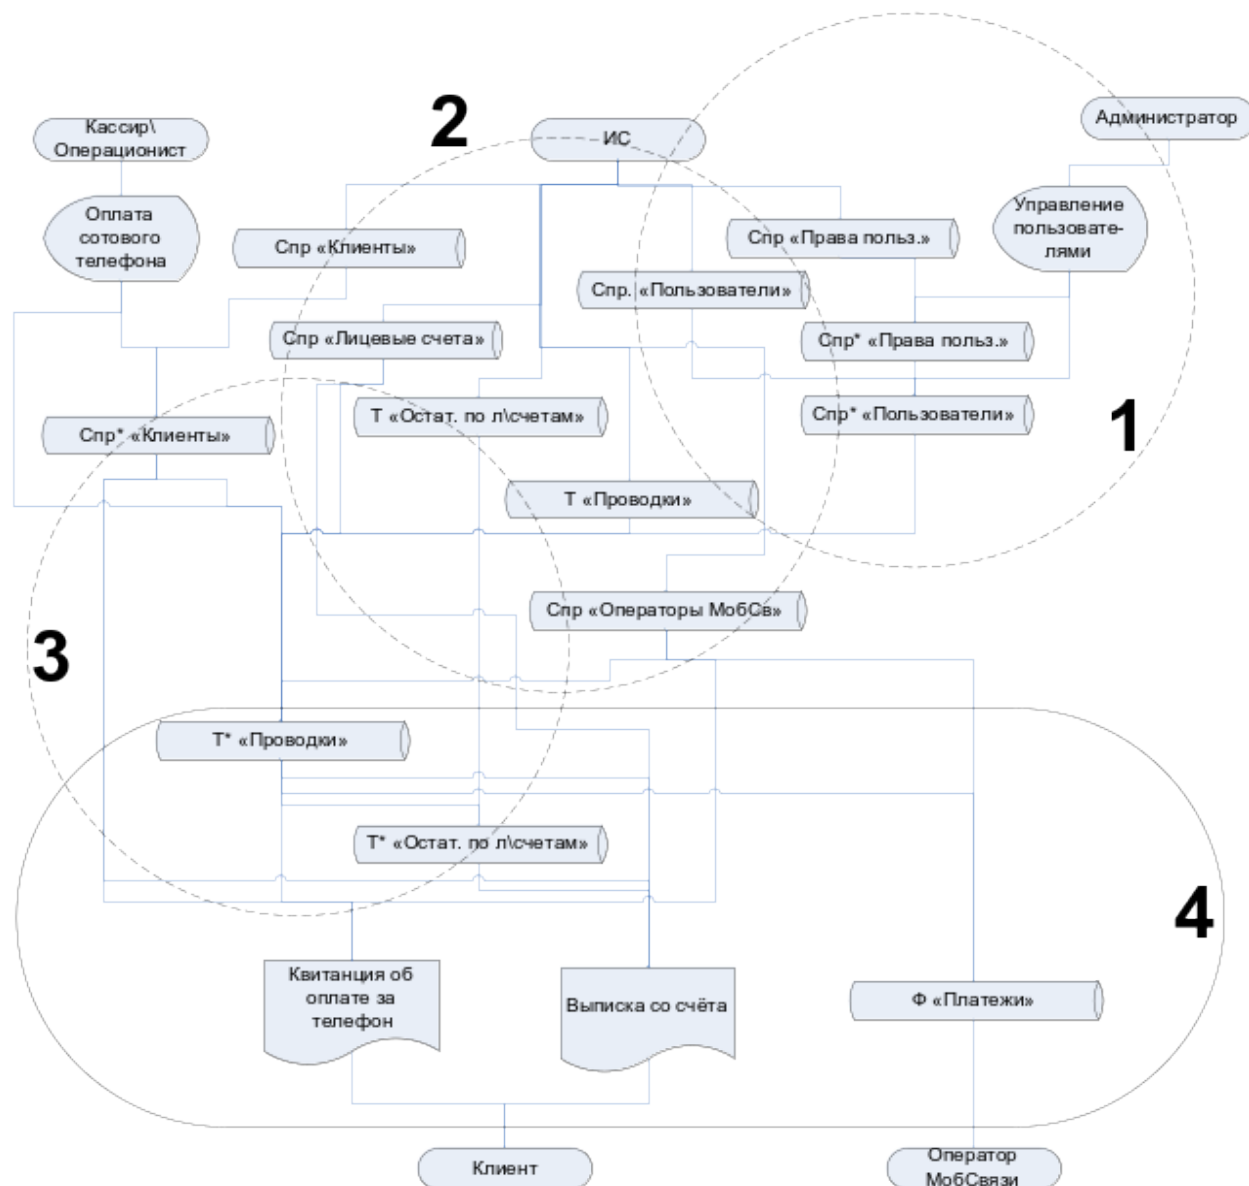 2
Администратор
Кассир\
Операционист
ИС
Оплата
сотового
телефона
Спр «Клиенты»
Спр «Права польз.»
Управление
пользовате-
лями
Спр. «Пользователи»
Спр «Лицевые счета»
Спр* «Права польз.»
Т «Остат. по л\счетам»
Спр* «Пользователи»
1
Спр* «Клиенты»
Т «Проводки»
Спр «Операторы МобСв»
3
Т* «Проводки»
Т* «Остат. по л\счетам»
4
Квитанция об
оплате за
телефон
Выписка со счёта
Ф «Платежи»
Клиент
Оператор
МобСвязи